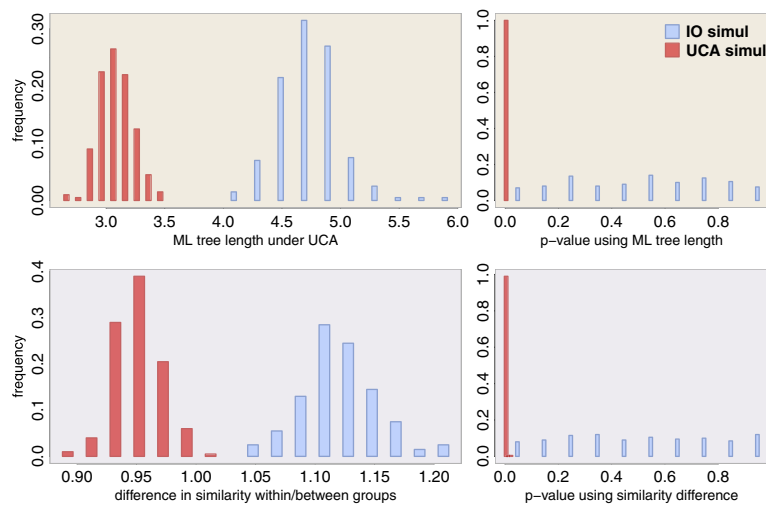 frequency
0.00 0.10 0.20 0.30
3.0 3.5 4.0 4.5 5.0 5.5 6.0
ML tree length under UCA
0.0 0.2 0.4 0.6 0.8 1.0
IO simul
UCA simul
0.0 0.2 0.4 0.6 0.8
p-value using ML tree length
frequency
0.0 0.1 0.2 0.3 0.4
0.90 0.95 1.00 1.05 1.10 1.15 1.20
difference in similarity within/between groups
0.0 0.2 0.4 0.6 0.8 1.0
0.0 0.2 0.4 0.6 0.8
p-value using similarity difference